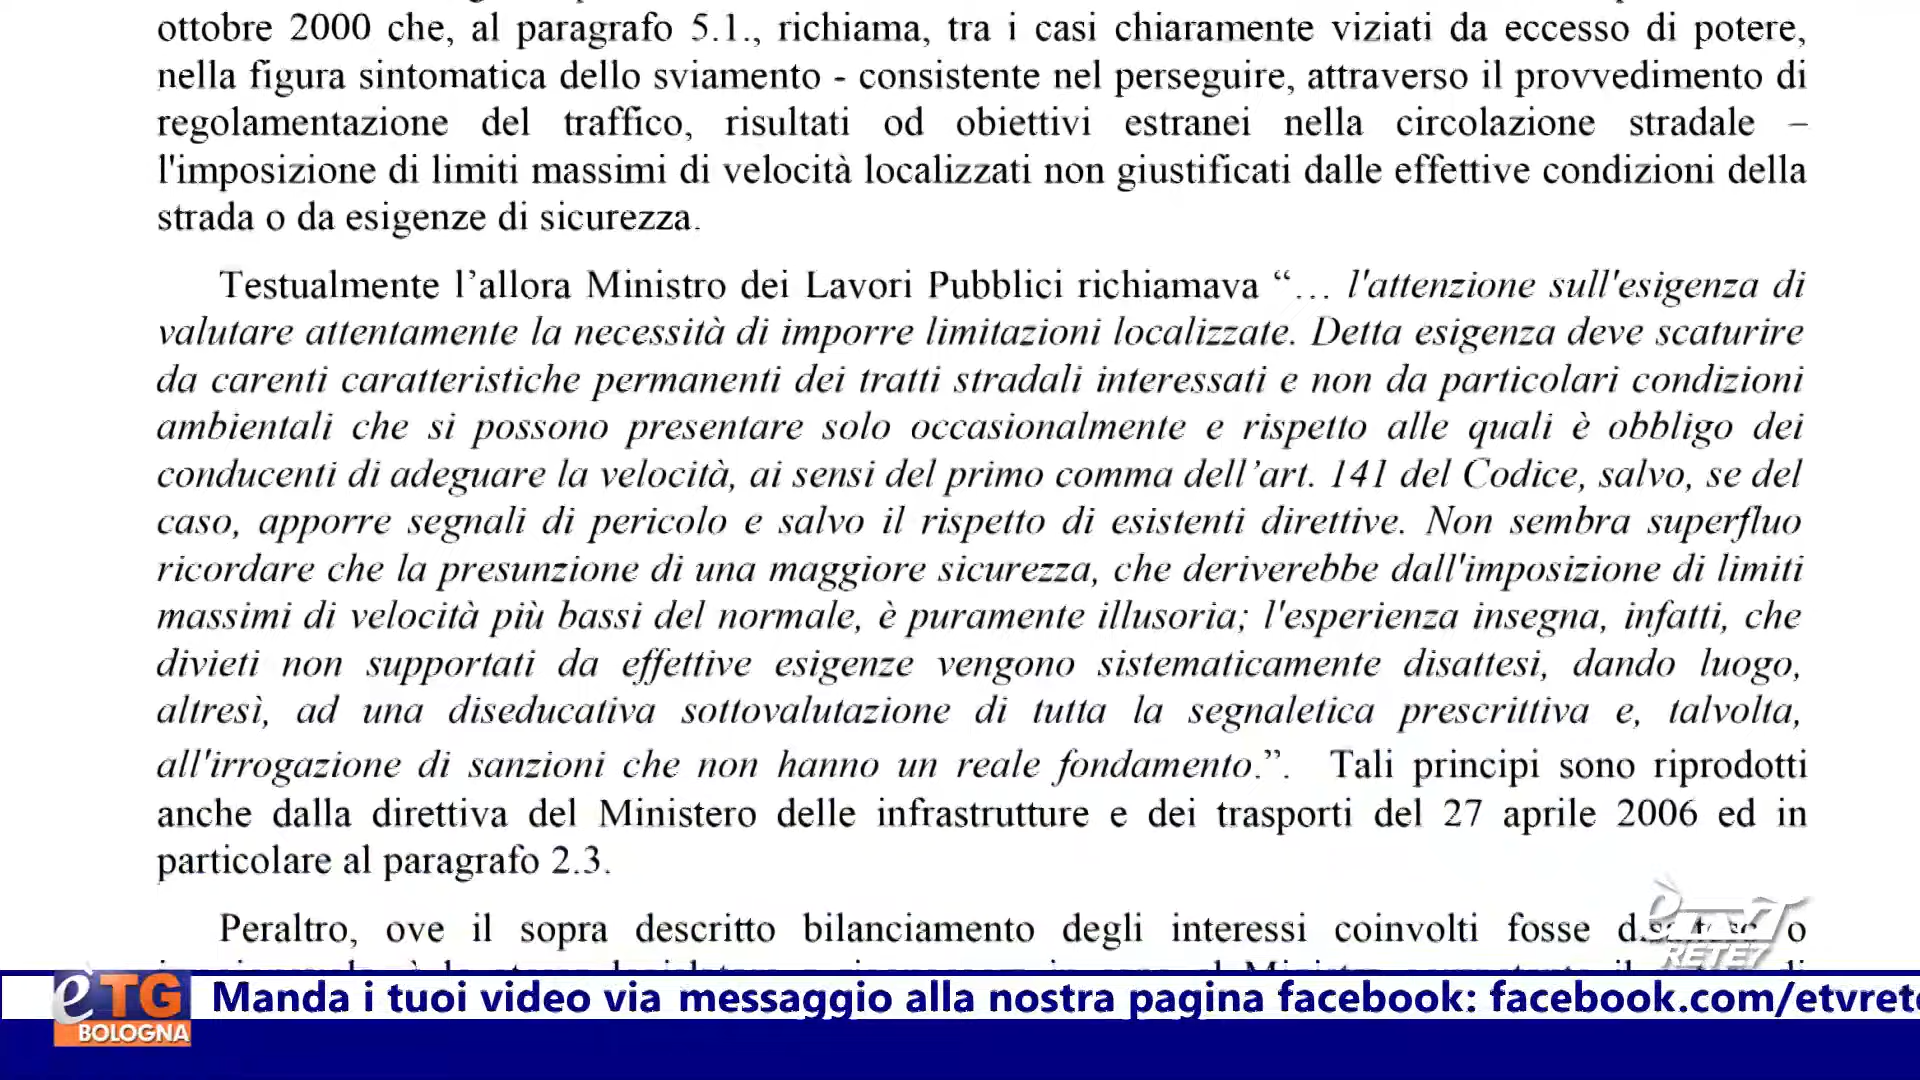 ottobre 2000 che, al paragrafo 5.1., richiama, tra i casi chiaramente viziati da eccesso di potere,
nella figura sintomatica dello sviamento - consistente nel perseguire, attraverso il provvedimento di
regolamentazione del traffico, risultati od obiettivi estranei nella circolazione stradale –
l'imposizione di limiti massimi di velocità localizzati non giustificati dalle effettive condizioni della
strada o da esigenze di sicurezza.
Testualmente l’allora Ministro dei Lavori Pubblici richiamava “… l'attenzione sull'esigenza di
valutare attentamente la necessità di imporre limitazioni localizzate. Detta esigenza deve scaturire
da carenti caratteristiche permanenti dei tratti stradali interessati e non da particolari condizioni
ambientali che si possono presentare solo occasionalmente e rispetto alle quali è obbligo dei
conducenti di adeguare la velocità, ai sensi del primo comma dell’art. 141 del Codice, salvo, se del
caso, apporre segnali di pericolo e salvo il rispetto di esistenti direttive. Non sembra superfluo
ricordare che la presunzione di una maggiore sicurezza, che deriverebbe dall'imposizione di limiti
massimi di velocità più bassi del normale, è puramente illusoria; l'esperienza insegna, infatti, che
divieti non supportati da effettive esigenze vengono sistematicamente disattesi, dando luogo,
altresì, ad una diseducativa sottovalutazione di tutta la segnaletica prescrittiva e, talvolta,
all'irrogazione di sanzioni che non hanno un reale fondamento.”. Tali principi sono riprodotti
anche dalla direttiva del Ministero delle infrastrutture e dei trasporti del 27 aprile 2006 ed in
particolare al paragrafo 2.3.
Peraltro, ove il sopra descritto bilanciamento degli interessi coinvolti fosse o
RETE7
èTG
BOLOGNA
Manda i tuoi video via messaggio alla nostra pagina facebook: facebook.com/etvrete